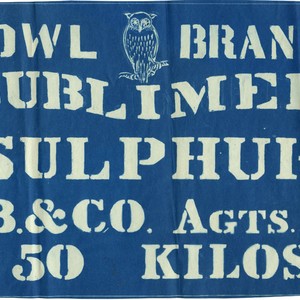 OWL BRAN
UBLIME
SULPHU
B.&CO. AGTS.
50 KILOS